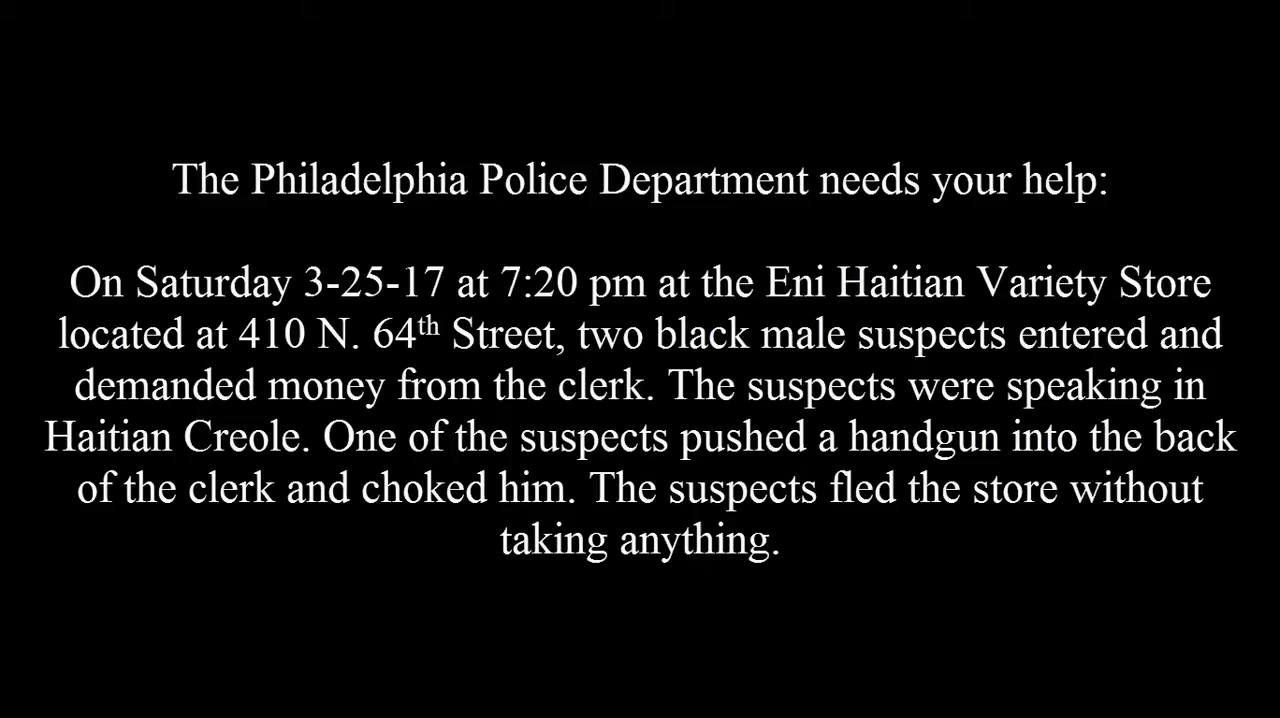 The Philadelphia Police Department needs your help:
On Saturday 3-25-17 at 7:20 pm at the Eni Haitian Variety Store
located at 410 N. 64th Street, two black male suspects entered and
demanded money from the clerk. The suspects were speaking in
Haitian Creole. One of the suspects pushed a handgun into the back
of the clerk and choked him. The suspects fled the store without
taking anything.